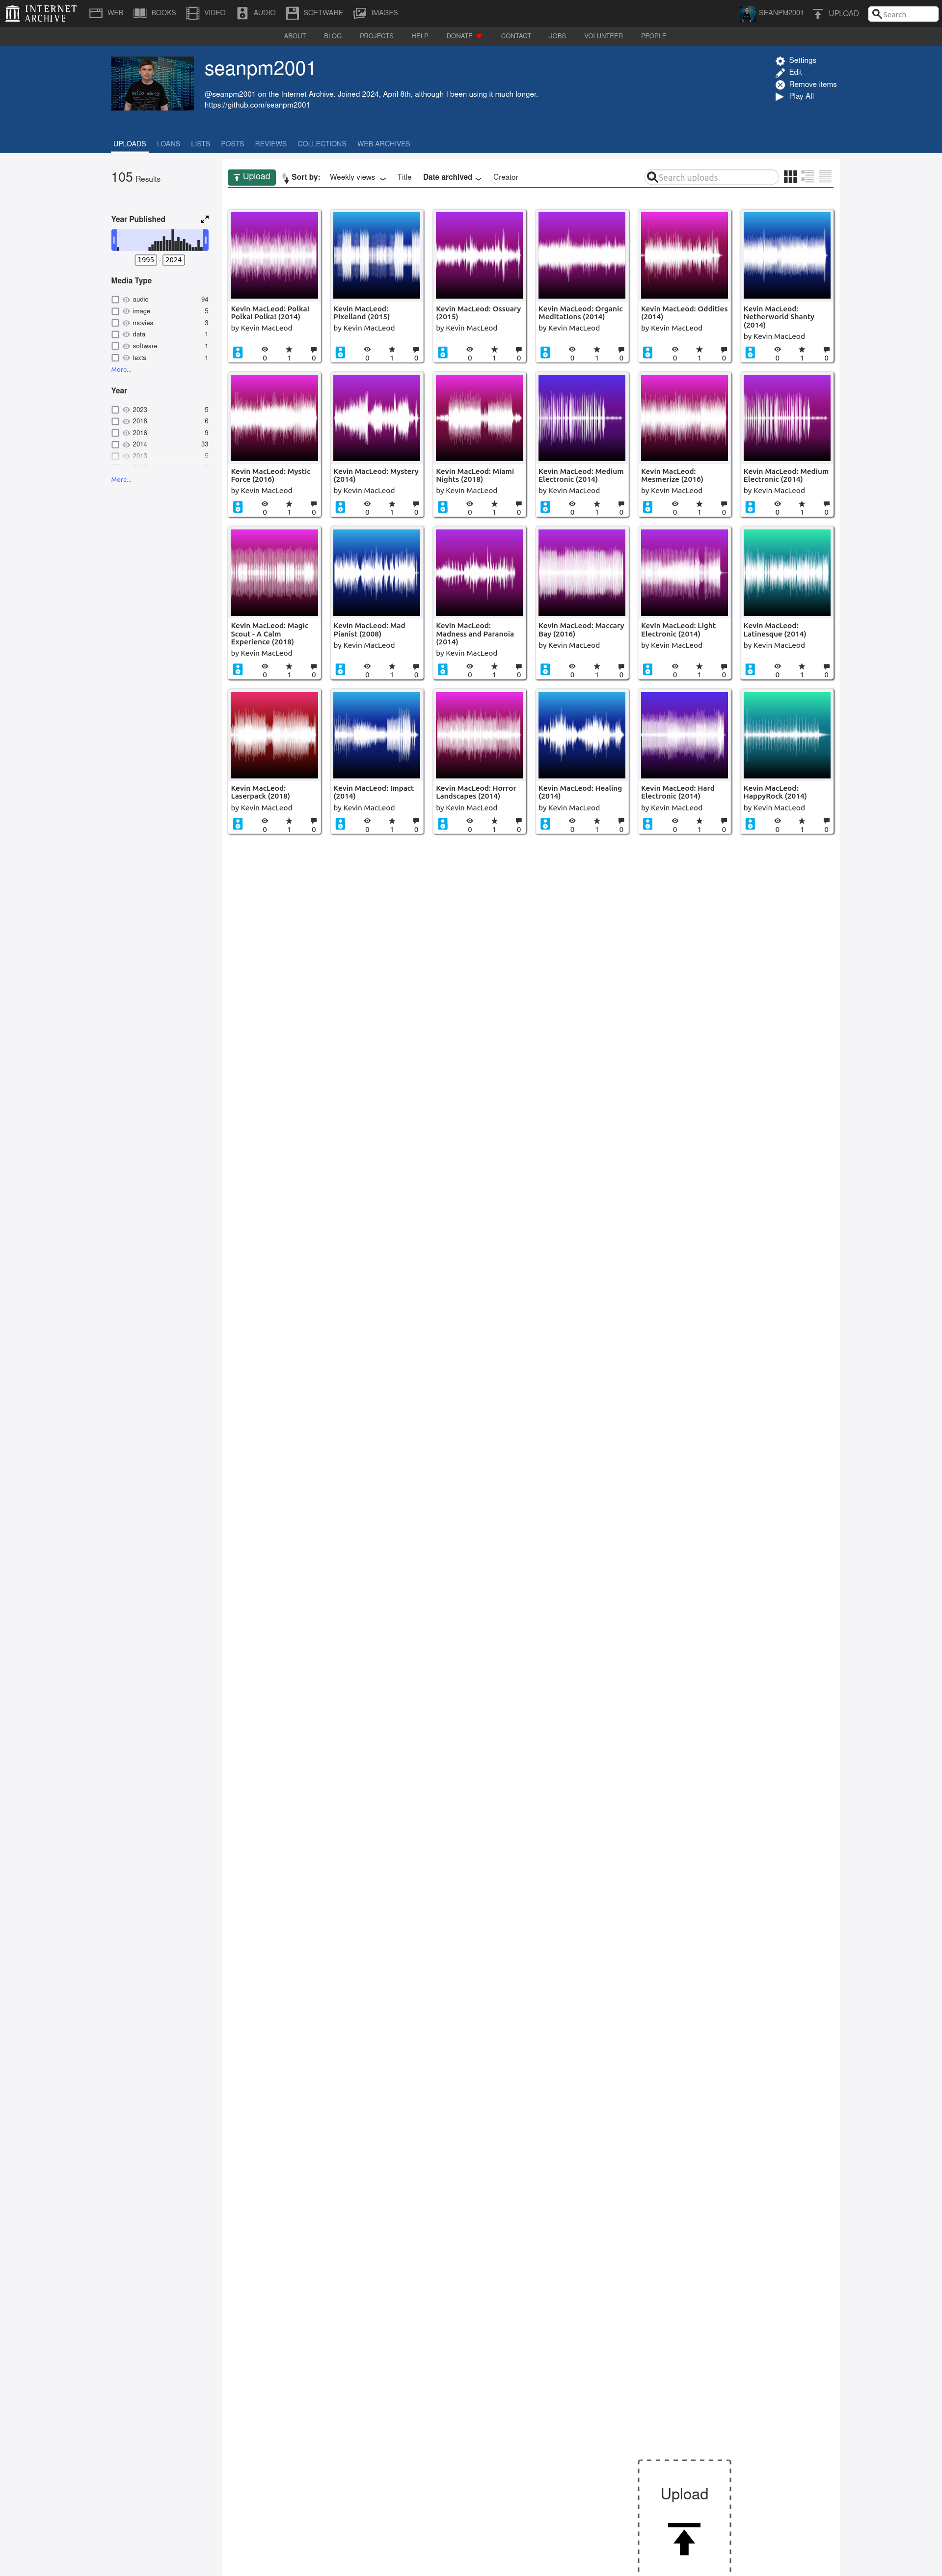 INTERNET ARCHIVE
WEB BOOKS VIDEO AUDIO SOFTWARE IMAGES SEANPM2001 UPLOAD Search
ABOUT BLOG PROJECTS HELP DONATE CONTACT JOBS VOLUNTEER PEOPLE
seanpm2001
@seanpm2001 on the Internet Archive. Joined 2024, April 8th, although I been using it much longer.
https://github.com/seanpm2001
Settings
Edit
Remove items
Play All
UPLOADS LOANS LISTS POSTS REVIEWS COLLECTIONS WEB ARCHIVES
105 Results
Year Published
1995 - 2024
Media Type
audio 94
image 5
movies 3
data 1
software 1
texts 1
More...
Year
2023 5
2018 6
2016 9
2014 33
2013 5
More...
Upload Sort by: Weekly views Title Date archived Creator Search uploads
Kevin MacLeod: Polka! Polka! Polka! (2014)
by Kevin MacLeod
0 1 0
Kevin MacLeod: Pixelland (2015)
by Kevin MacLeod
0 1 0
Kevin MacLeod: Ossuary (2015)
by Kevin MacLeod
0 1 0
Kevin MacLeod: Organic Meditations (2014)
by Kevin MacLeod
0 1 0
Kevin MacLeod: Oddities (2014)
by Kevin MacLeod
0 1 0
Kevin MacLeod: Netherworld Shanty (2014)
by Kevin MacLeod
0 1 0
Kevin MacLeod: Mystic Force (2016)
by Kevin MacLeod
0 1 0
Kevin MacLeod: Mystery (2014)
by Kevin MacLeod
0 1 0
Kevin MacLeod: Miami Nights (2018)
by Kevin MacLeod
0 1 0
Kevin MacLeod: Medium Electronic (2014)
by Kevin MacLeod
0 1 0
Kevin MacLeod: Mesmerize (2016)
by Kevin MacLeod
0 1 0
Kevin MacLeod: Medium Electronic (2014)
by Kevin MacLeod
0 1 0
Kevin MacLeod: Magic Scout - A Calm Experience (2018)
by Kevin MacLeod
0 1 0
Kevin MacLeod: Mad Pianist (2008)
by Kevin MacLeod
0 1 0
Kevin MacLeod: Madness and Paranoia (2014)
by Kevin MacLeod
0 1 0
Kevin MacLeod: Maccary Bay (2016)
by Kevin MacLeod
0 1 0
Kevin MacLeod: Light Electronic (2014)
by Kevin MacLeod
0 1 0
Kevin MacLeod: Latinesque (2014)
by Kevin MacLeod
0 1 0
Kevin MacLeod: Laserpack (2018)
by Kevin MacLeod
0 1 0
Kevin MacLeod: Impact (2014)
by Kevin MacLeod
0 1 0
Kevin MacLeod: Horror Landscapes (2014)
by Kevin MacLeod
0 1 0
Kevin MacLeod: Healing (2014)
by Kevin MacLeod
0 1 0
Kevin MacLeod: Hard Electronic (2014)
by Kevin MacLeod
0 1 0
Kevin MacLeod: HappyRock (2014)
by Kevin MacLeod
0 1 0
Upload